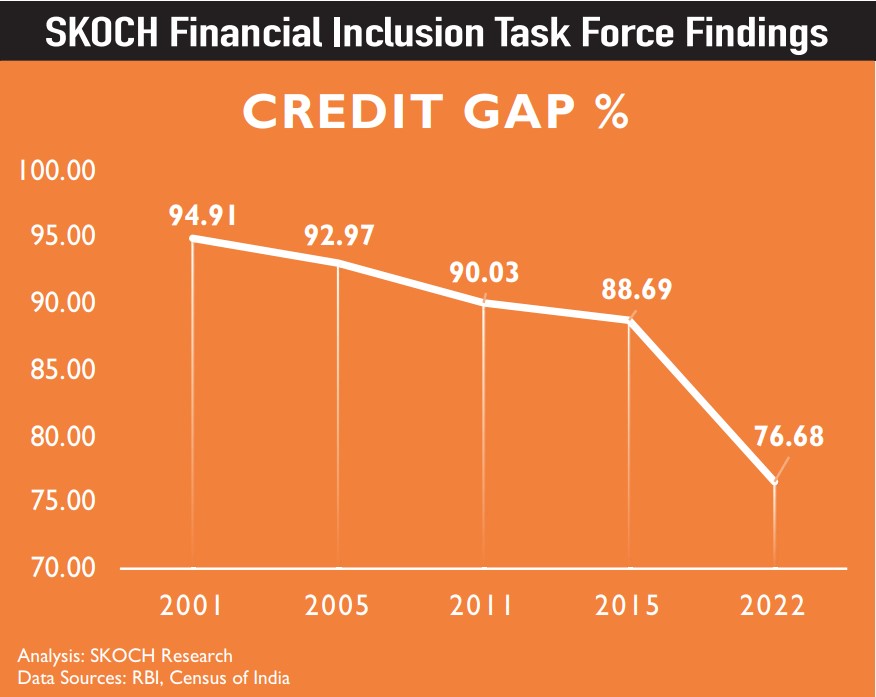 SKOCH Financial Inclusion Task Force Findings
CREDIT GAP %
100.00
95.00
90.00
85.00
80.00
75.00
70.00
94.91
92.97
90.03
88.69
76.68
2001 2005 2011 2015 2022
Analysis: SKOCH Research
Data Sources: RBI, Census of India